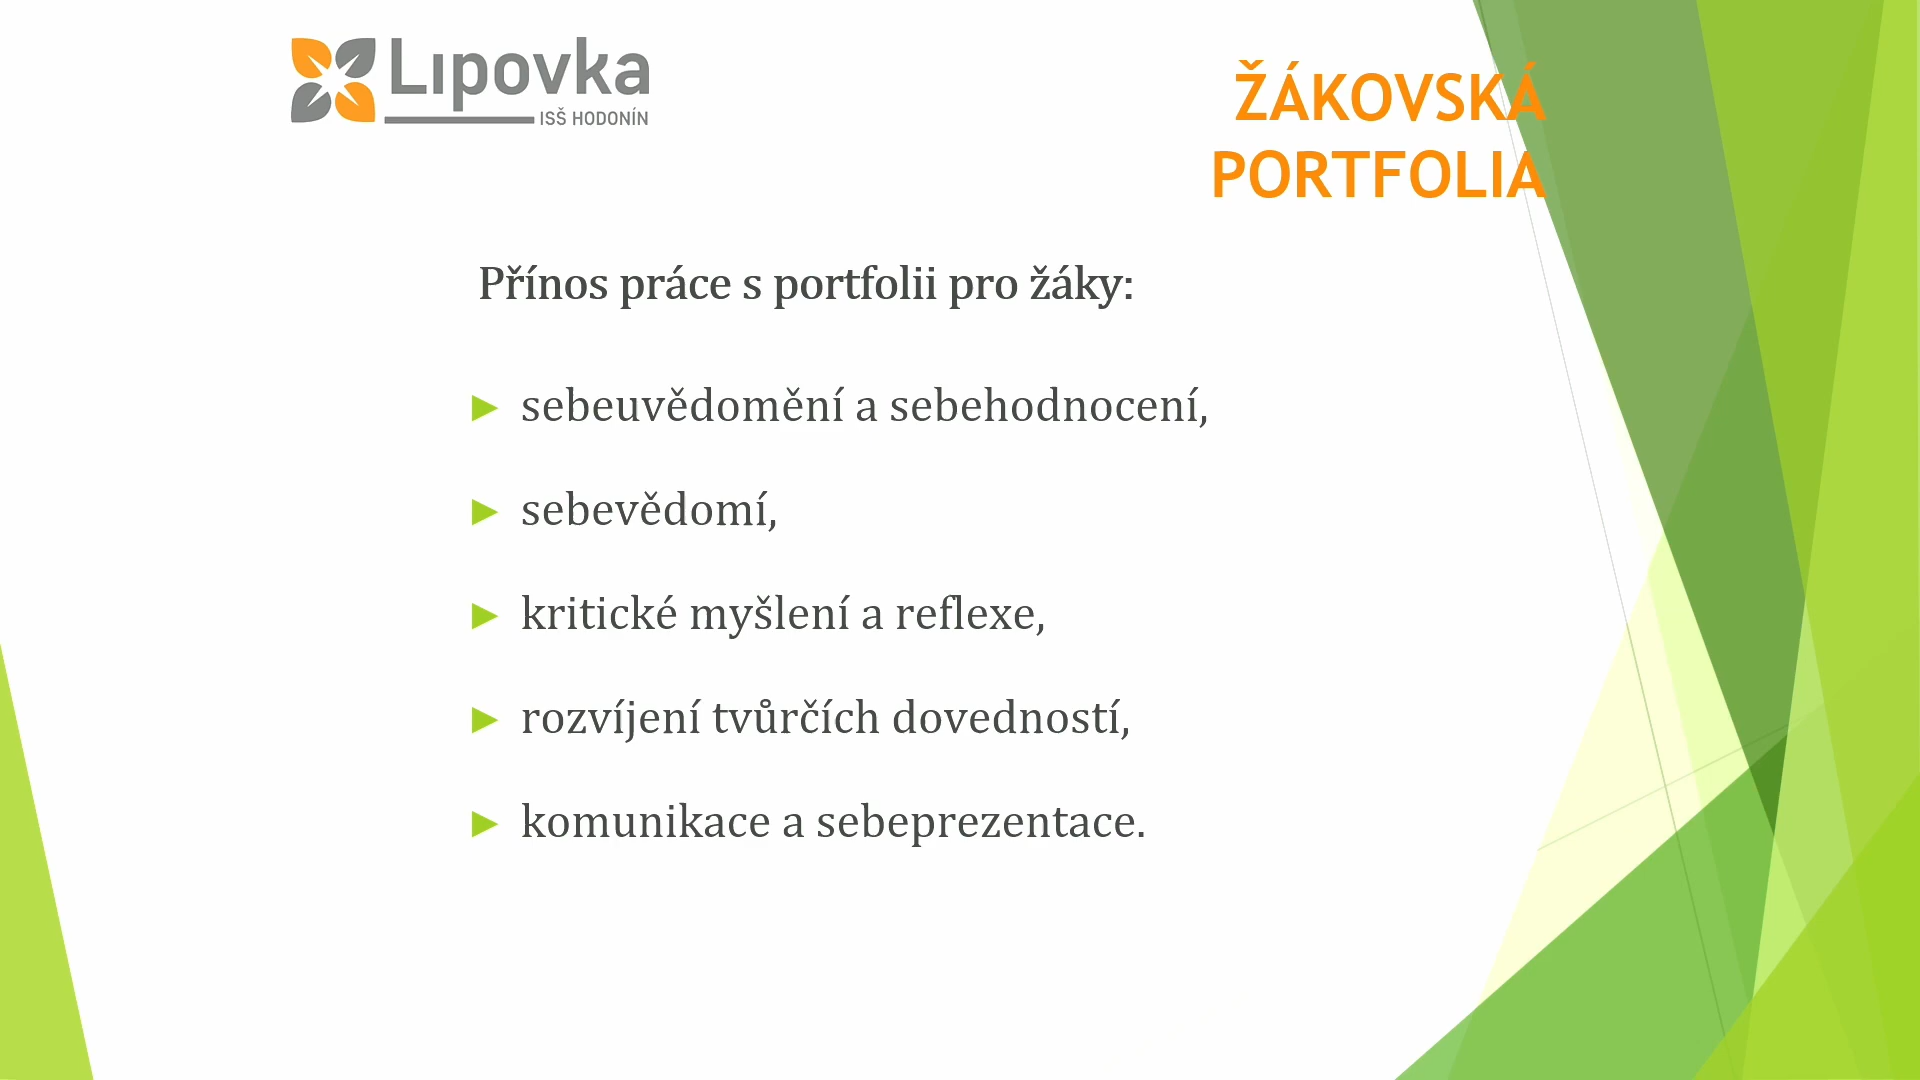 Lipovka
ISŠ HODONÍN
ŽÁKOVSKÁ
PORTFOLIA
Přínos práce s portfolii pro žáky:
sebeuvědomění a sebehodnocení,
sebevědomí,
kritické myšlení a reflexe,
rozvíjení tvůrčích dovedností,
komunikace a sebeprezentace.